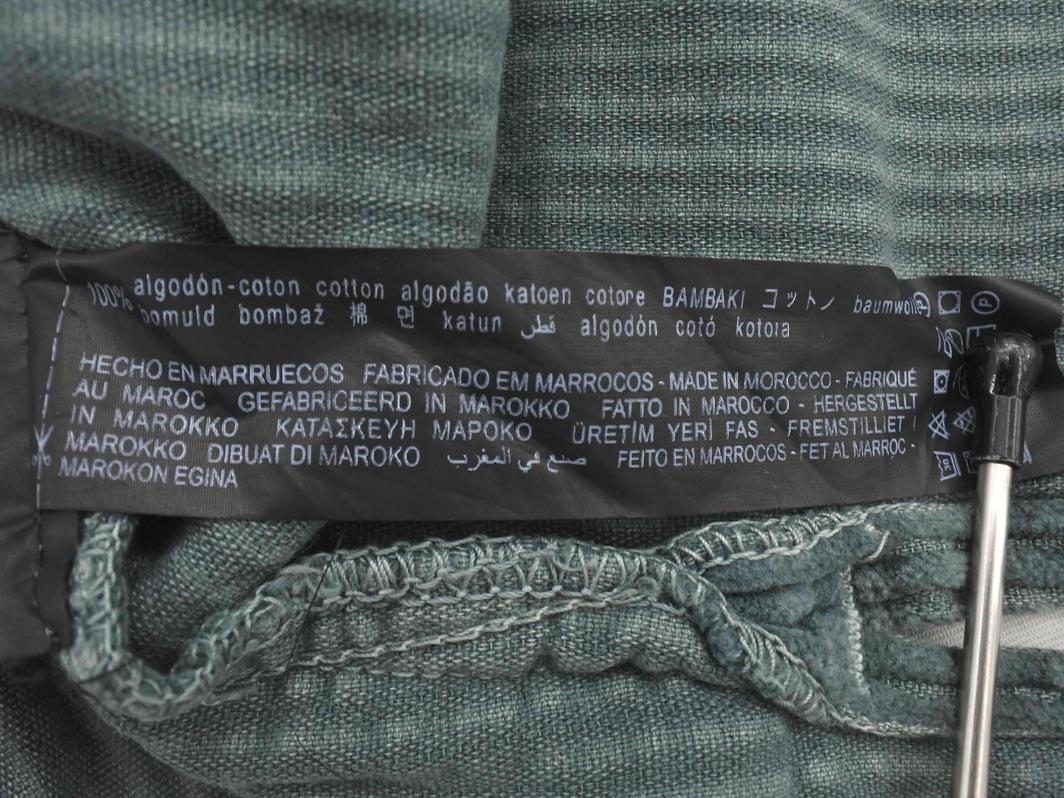 100% algodón-coton cotton algodão katoen cotore BAMBAKI コットン baumwolle
bomuld bombaž 棉 면 katun قطن algodón cotó kotoia
HECHO EN MARRUECOS FABRICADO EM MARROCOS - MADE IN MOROCCO - FABRIQUÉ
AU MAROC GEFABRICEERD IN MAROKKO FATTO IN MAROCCO - HERGESTELLT
IN MAROKKO ΚΑΤΑΣΚΕΥΗ ΜΑΡΟΚΟ ÜRETİM YERİ FAS - FREMSTILLIET I
MAROKKO DIBUAT DI MAROKO صنع في المغرب FEITO EN MARROCOS - FET AL MARROC -
MAROKON EGINA